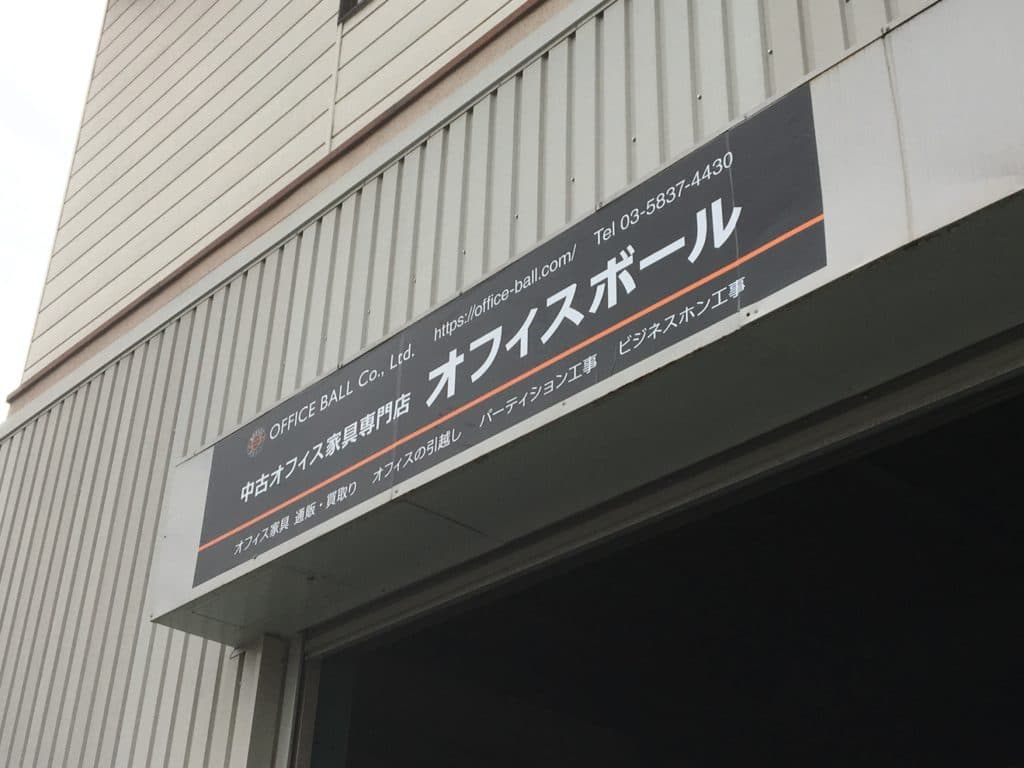 OFFICE BALL Co., Ltd. https://office-ball.com/ Tel 03-5837-4430
中古オフィス家具専門店 オフィスボール
オフィス家具 通販・買取り オフィスの引越し パーティション工事 ビジネスホン工事